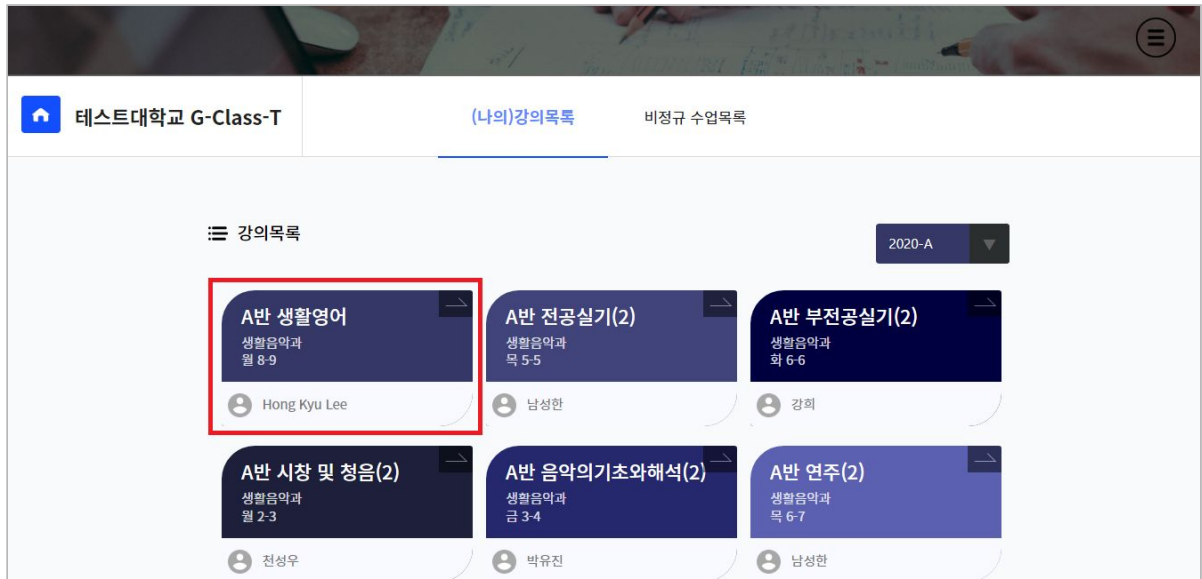 테스트대학교 G-Class-T
(나의)강의목록
비정규 수업목록
강의목록
2020-A
A반 생활영어
생활음악과
월 8-9
Hong Kyu Lee
A반 전공실기(2)
생활음악과
목 5-5
남성한
A반 부전공실기(2)
생활음악과
화 6-6
강희
A반 시창 및 청음(2)
생활음악과
월 2-3
천성우
A반 음악의기초와해석(2)
생활음악과
금 3-4
박유진
A반 연주(2)
생활음악과
목 6-7
남성한